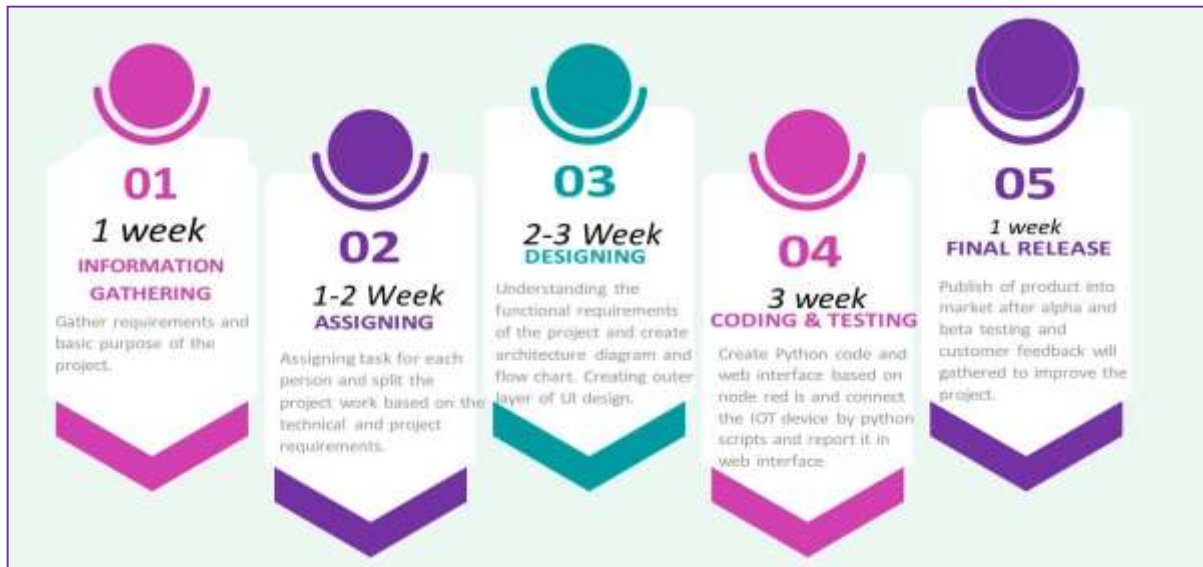 01
1 week
INFORMATION
GATHERING
Gather requirements and
basic purpose of the
project.
02
1-2 Week
ASSIGNING
Assigning task for each
person and split the
project work based on the
technical and project
requirements.
03
2-3 Week
DESIGNING
Understanding the
functional requirements
of the project and create
architecture diagram and
flow chart. Creating outer
layer of UI design.
04
3 week
CODING & TESTING
Create Python code and
web interface based on
node red is and connect
the IOT device by python
scripts and report it in
web interface
05
1 week
FINAL RELEASE
Publish of product into
market after alpha and
beta testing and
customer feedback will
gathered to improve the
project.